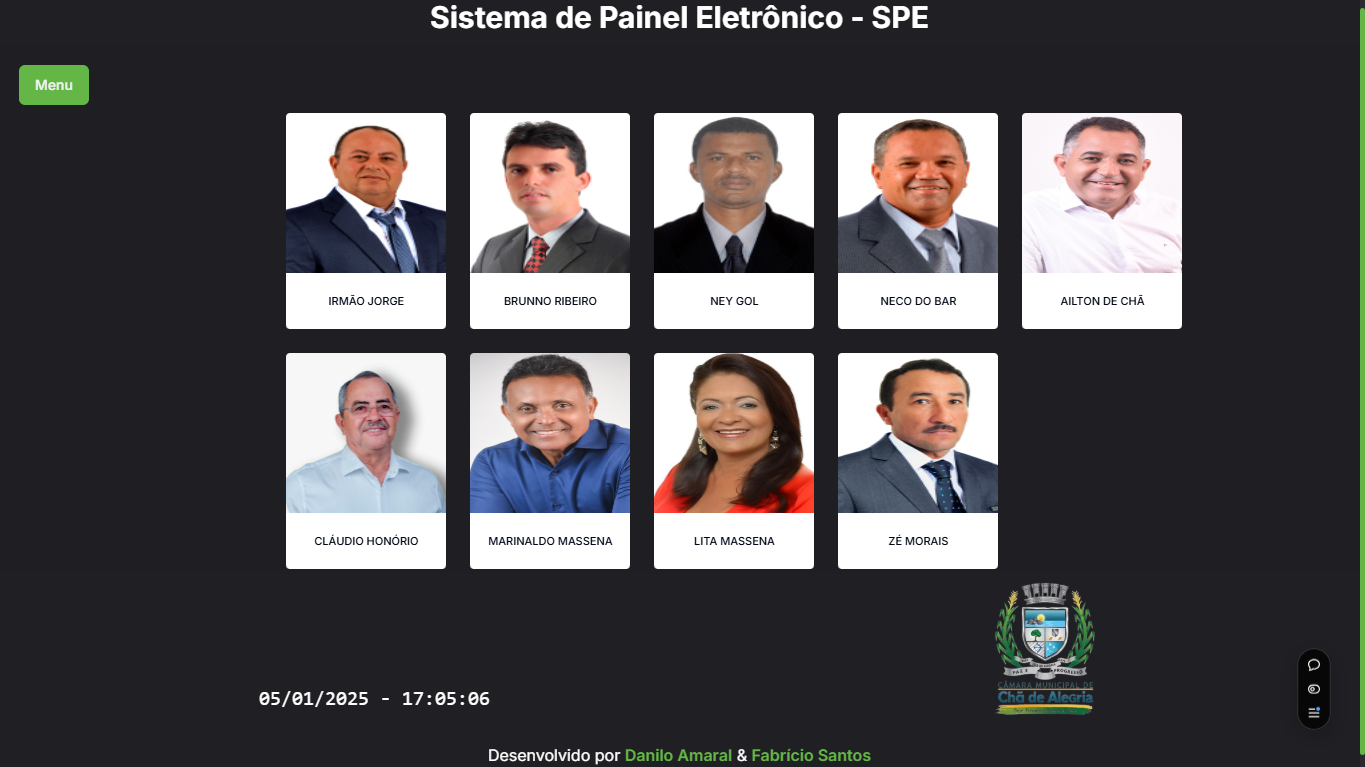 Sistema de Painel Eletrônico - SPE
Menu
IRMÃO JORGE
BRUNNO RIBEIRO
NEY GOL
NECO DO BAR
AILTON DE CHÃ
CLÁUDIO HONÓRIO
MARINALDO MASSENA
LITA MASSENA
ZÉ MORAIS
PAZ E
PROGRESSO
CÂMARA MUNICIPAL DE
Chã de Alegria
05/01/2025 - 17:05:06
Desenvolvido por Danilo Amaral & Fabrício Santos